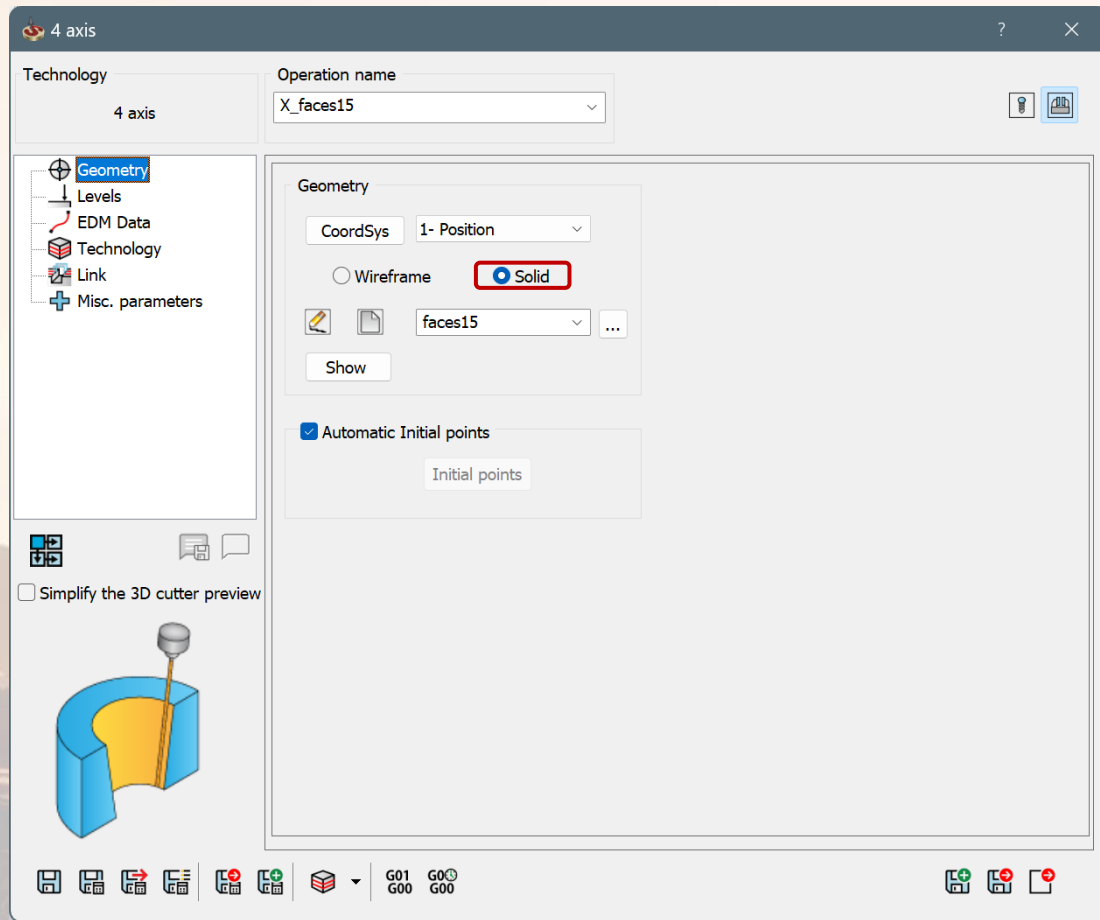 4 axis
Technology
4 axis
Operation name
X_faces15
Geometry
Levels
EDM Data
Technology
Link
Misc. parameters
Simplify the 3D cutter preview
Geometry
CoordSys
1- Position
Wireframe
Solid
faces15
...
Show
Automatic Initial points
Initial points
G01
G00
G00
G00